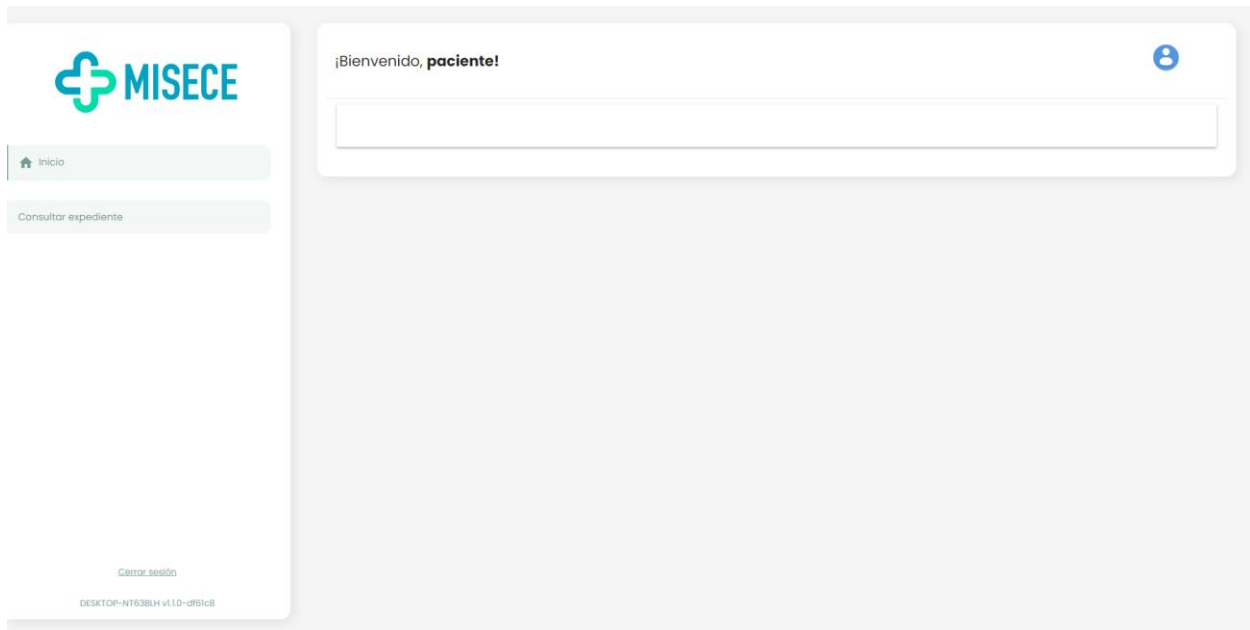 MISECE
Inicio
Consultar expediente
Cerrar sesión
DESKTOP-NT63BLH v1.1.0-df61c8
¡Bienvenido, paciente!